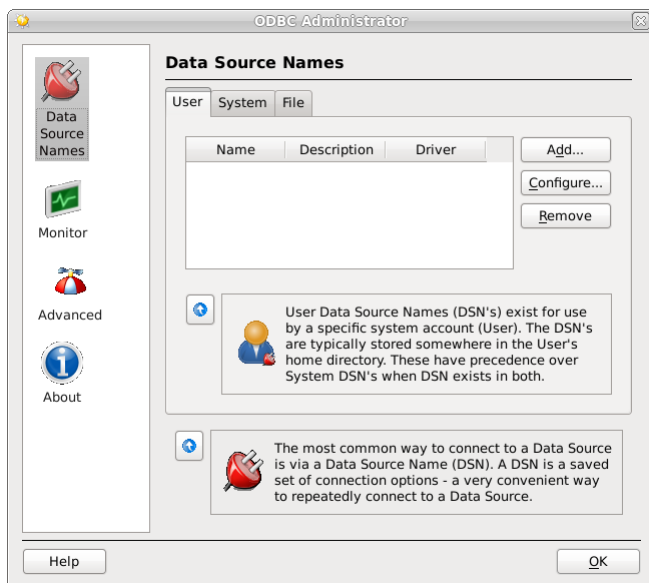 ODBC Administrator
Data
Source
Names
Monitor
Advanced
About
Data Source Names
User System File
Name Description Driver
Add...
Configure...
Remove
User Data Source Names (DSN's) exist for use
by a specific system account (User). The DSN's
are typically stored somewhere in the User's
home directory. These have precedence over
System DSN's when DSN exists in both.
The most common way to connect to a Data Source
is via a Data Source Name (DSN). A DSN is a saved
set of connection options - a very convenient way
to repeatedly connect to a Data Source.
Help
OK